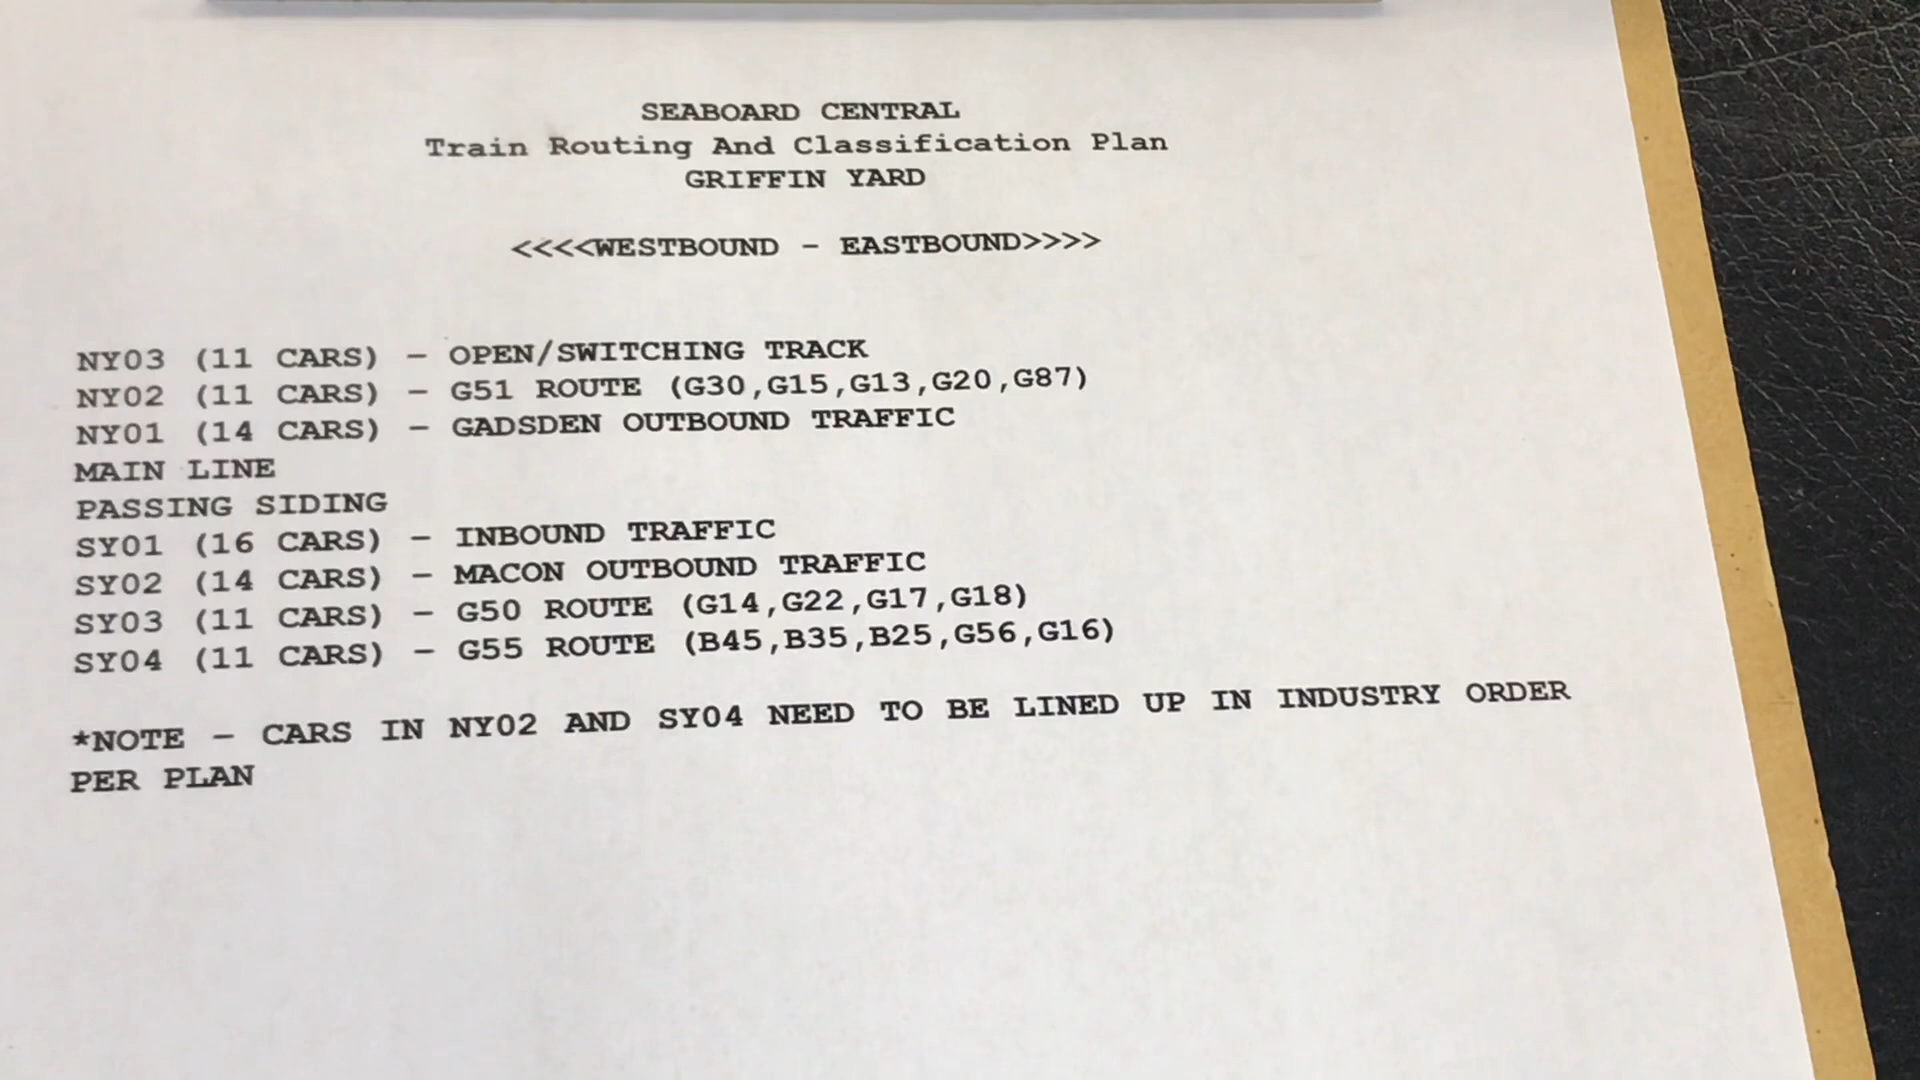 SEABOARD CENTRAL
Train Routing And Classification Plan
GRIFFIN YARD
<<<<WESTBOUND - EASTBOUND>>>>
NY03 (11 CARS) - OPEN/SWITCHING TRACK
NY02 (11 CARS) - G51 ROUTE (G30,G15,G13,G20,G87)
NY01 (14 CARS) - GADSDEN OUTBOUND TRAFFIC
MAIN LINE
PASSING SIDING
SY01 (16 CARS) - INBOUND TRAFFIC
SY02 (14 CARS) - MACON OUTBOUND TRAFFIC
SY03 (11 CARS) - G50 ROUTE (G14,G22,G17,G18)
SY04 (11 CARS) - G55 ROUTE (B45,B35,B25,G56,G16)
*NOTE - CARS IN NY02 AND SY04 NEED TO BE LINED UP IN INDUSTRY ORDER
PER PLAN